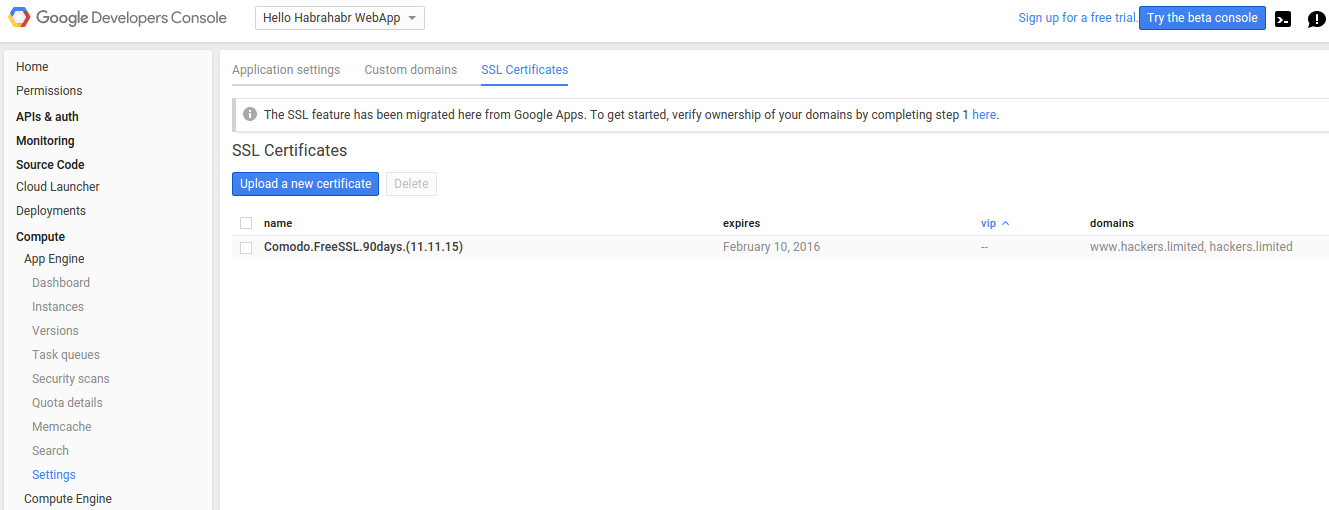 Google Developers Console
Hello Habrahabr WebApp
Sign up for a free trial.
Try the beta console
Home
Permissions
APIs & auth
Monitoring
Source Code
Cloud Launcher
Deployments
Compute
App Engine
Dashboard
Instances
Versions
Task queues
Security scans
Quota details
Memcache
Search
Settings
Compute Engine
Application settings Custom domains SSL Certificates
The SSL feature has been migrated here from Google Apps. To get started, verify ownership of your domains by completing step 1 here.
SSL Certificates
Upload a new certificate Delete
name expires vip domains
Comodo.FreeSSL.90days.(11.11.15) February 10, 2016 -- www.hackers.limited, hackers.limited